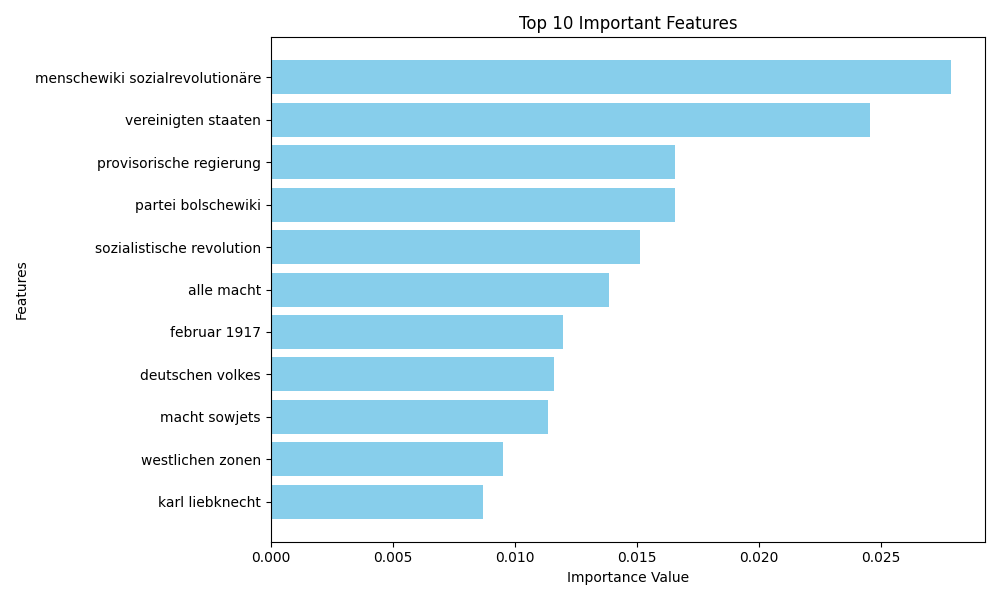 Top 10 Important Features
menschewiki sozialrevolutionäre
vereinigten staaten
provisorische regierung
partei bolschewiki
sozialistische revolution
alle macht
februar 1917
deutschen volkes
macht sowjets
westlichen zonen
karl liebknecht
Features
0.000 0.005 0.010 0.015 0.020 0.025
Importance Value